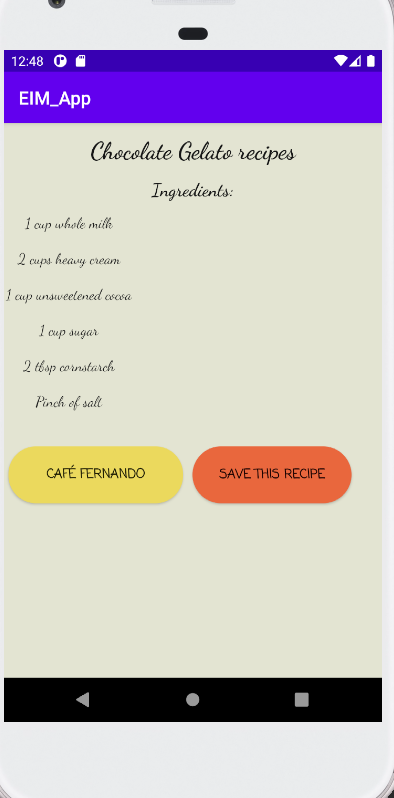 12:48
EIM_App
Chocolate Gelato recipes
Ingredients:
1 cup whole milk
2 cups heavy cream
1 cup unsweetened cocoa
1 cup sugar
2 tbsp cornstarch
Pinch of salt
CAFÉ FERNANDO
SAVE THIS RECIPE